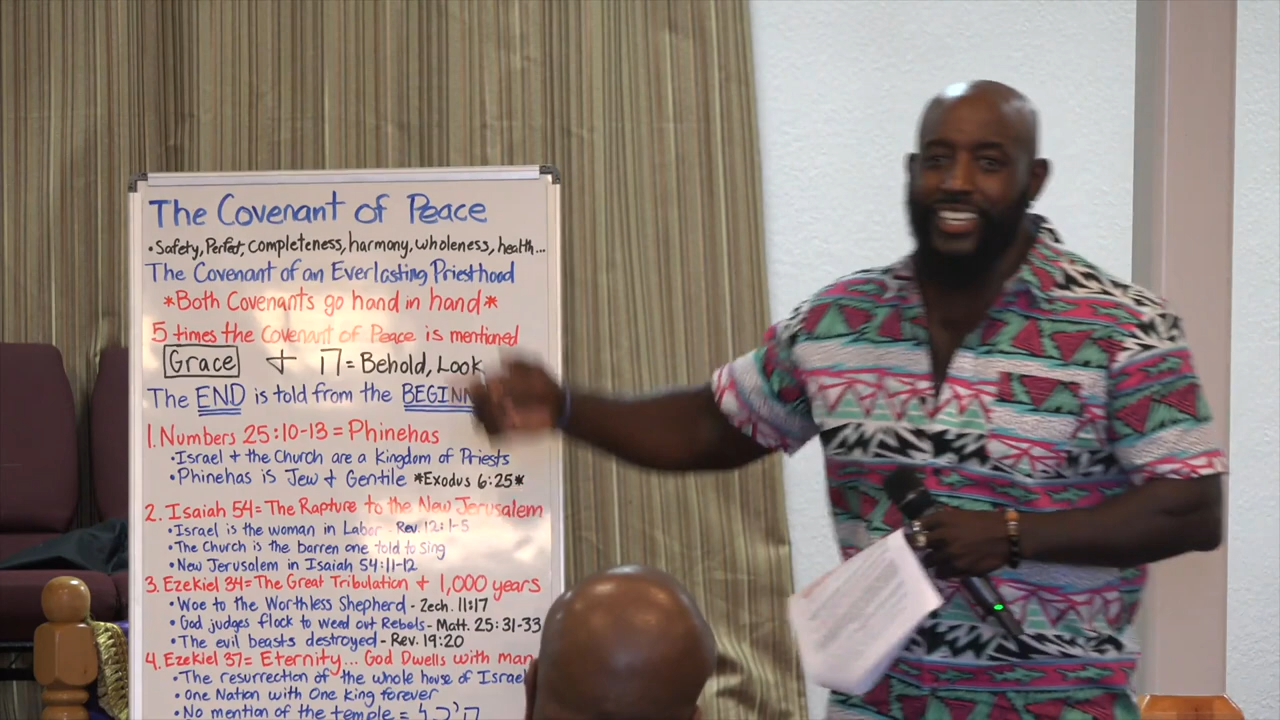 The Covenant of Peace
•Safety, Perfect, completeness, harmony, wholeness, health...
The Covenant of an Everlasting Priesthood
*Both Covenants go hand in hand*
5 times the Covenant of Peace is mentioned
Grace + ח = Behold, Look
The END is told from the BEGINN
1. Numbers 25:10-13 = Phinehas
•Israel + the Church are a Kingdom of Priests
•Phinehas is Jew + Gentile *Exodus 6:25*
2. Isaiah 54= The Rapture to the New Jerusalem
•Israel is the woman in Labor - Rev. 12:1-5
•The Church is the barren one told to sing
•New Jerusalem in Isaiah 54:11-12
3. Ezekiel 34= The Great Tribulation + 1,000 years
•Woe to the Worthless Shepherd - Zech. 11:17
•God judges flock to weed out Rebels - Matt. 25:31-33
•The evil beasts destroyed - Rev. 19:20
4. Ezekiel 37= Eternity... God Dwells with man
•The resurrection of the whole house of Israel
•One Nation with One king forever
•No mention of the temple =